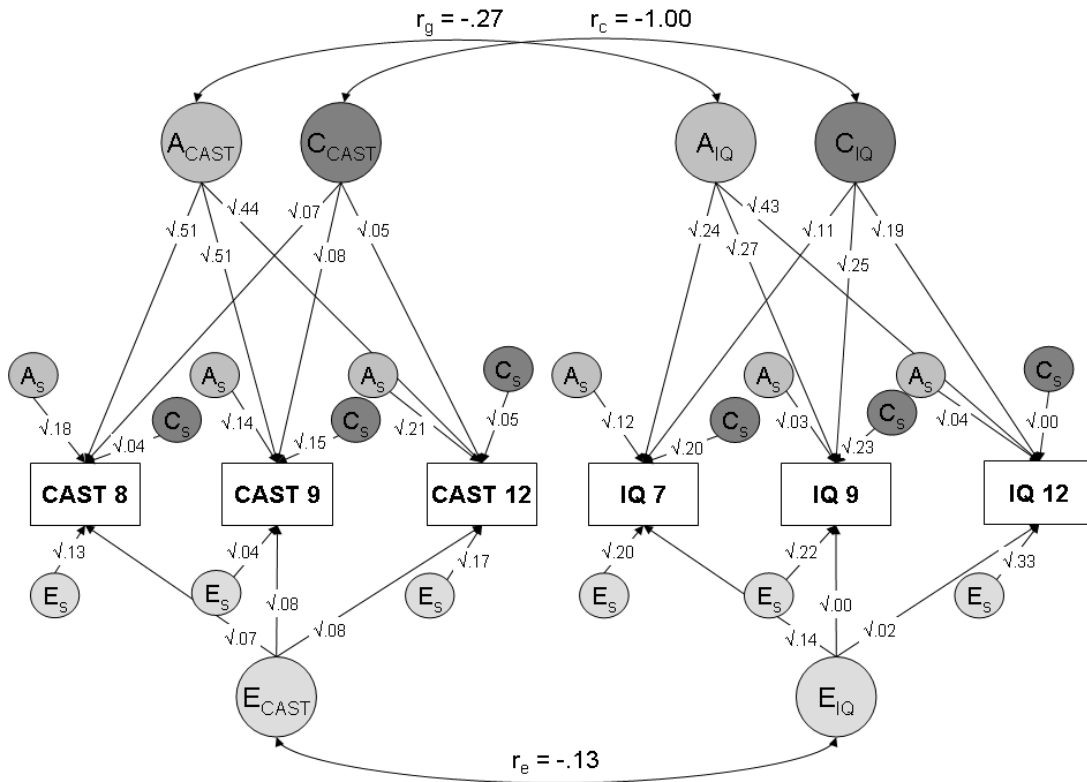 r_g = -.27
r_c = -1.00
A_CAST
C_CAST
A_IQ
C_IQ
√.51
√.51
√.44
√.07
√.08
√.05
√.24
√.27
√.43
√.11
√.25
√.19
A_S
A_S
A_S
C_S
A_S
A_S
A_S
C_S
√.18
√.04
C_S
√.14
√.15
C_S
√.21
√.05
√.12
√.20
C_S
√.03
√.23
C_S
√.04
√.00
CAST 8
CAST 9
CAST 12
IQ 7
IQ 9
IQ 12
√.13
√.04
√.17
√.20
√.22
√.33
E_S
E_S
E_S
E_S
E_S
E_S
√.07
√.08
√.08
√.14
√.00
√.02
E_CAST
E_IQ
r_e = -.13